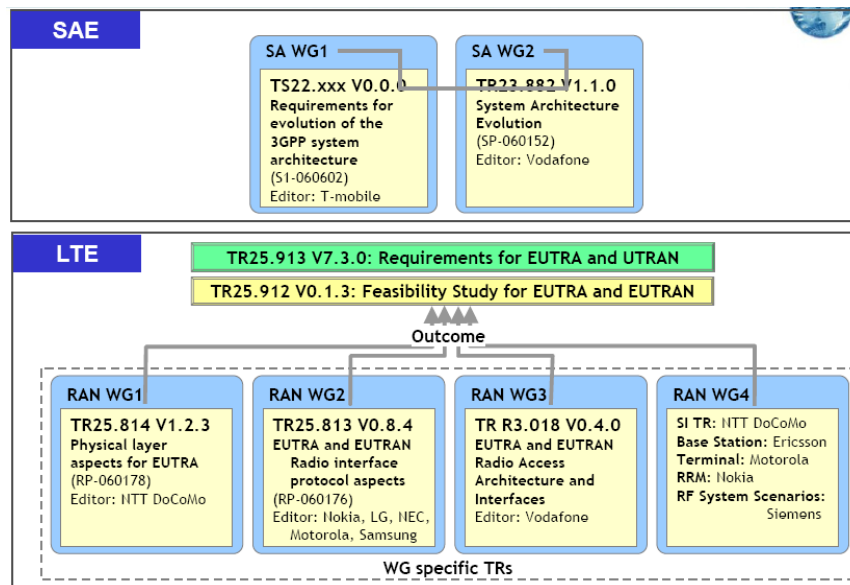 SAE
SA WG1
TS22.xxx V0.0.0
Requirements for
evolution of the
3GPP system
architecture
(S1-060602)
Editor: T-mobile
SA WG2
TR23.882 V1.1.0
System Architecture
Evolution
(SP-060152)
Editor: Vodafone
LTE
TR25.913 V7.3.0: Requirements for EUTRA and UTRAN
TR25.912 V0.1.3: Feasibility Study for EUTRA and EUTRAN
Outcome
RAN WG1
TR25.814 V1.2.3
Physical layer
aspects for EUTRA
(RP-060178)
Editor: NTT DoCoMo
RAN WG2
TR25.813 V0.8.4
EUTRA and EUTRAN
Radio interface
protocol aspects
(RP-060176)
Editor: Nokia, LG, NEC,
Motorola, Samsung
RAN WG3
TR R3.018 V0.4.0
EUTRA and EUTRAN
Radio Access
Architecture and
Interfaces
Editor: Vodafone
RAN WG4
SI TR: NTT DoCoMo
Base Station: Ericsson
Terminal: Motorola
RRM: Nokia
RF System Scenarios:
Siemens
WG specific TRs